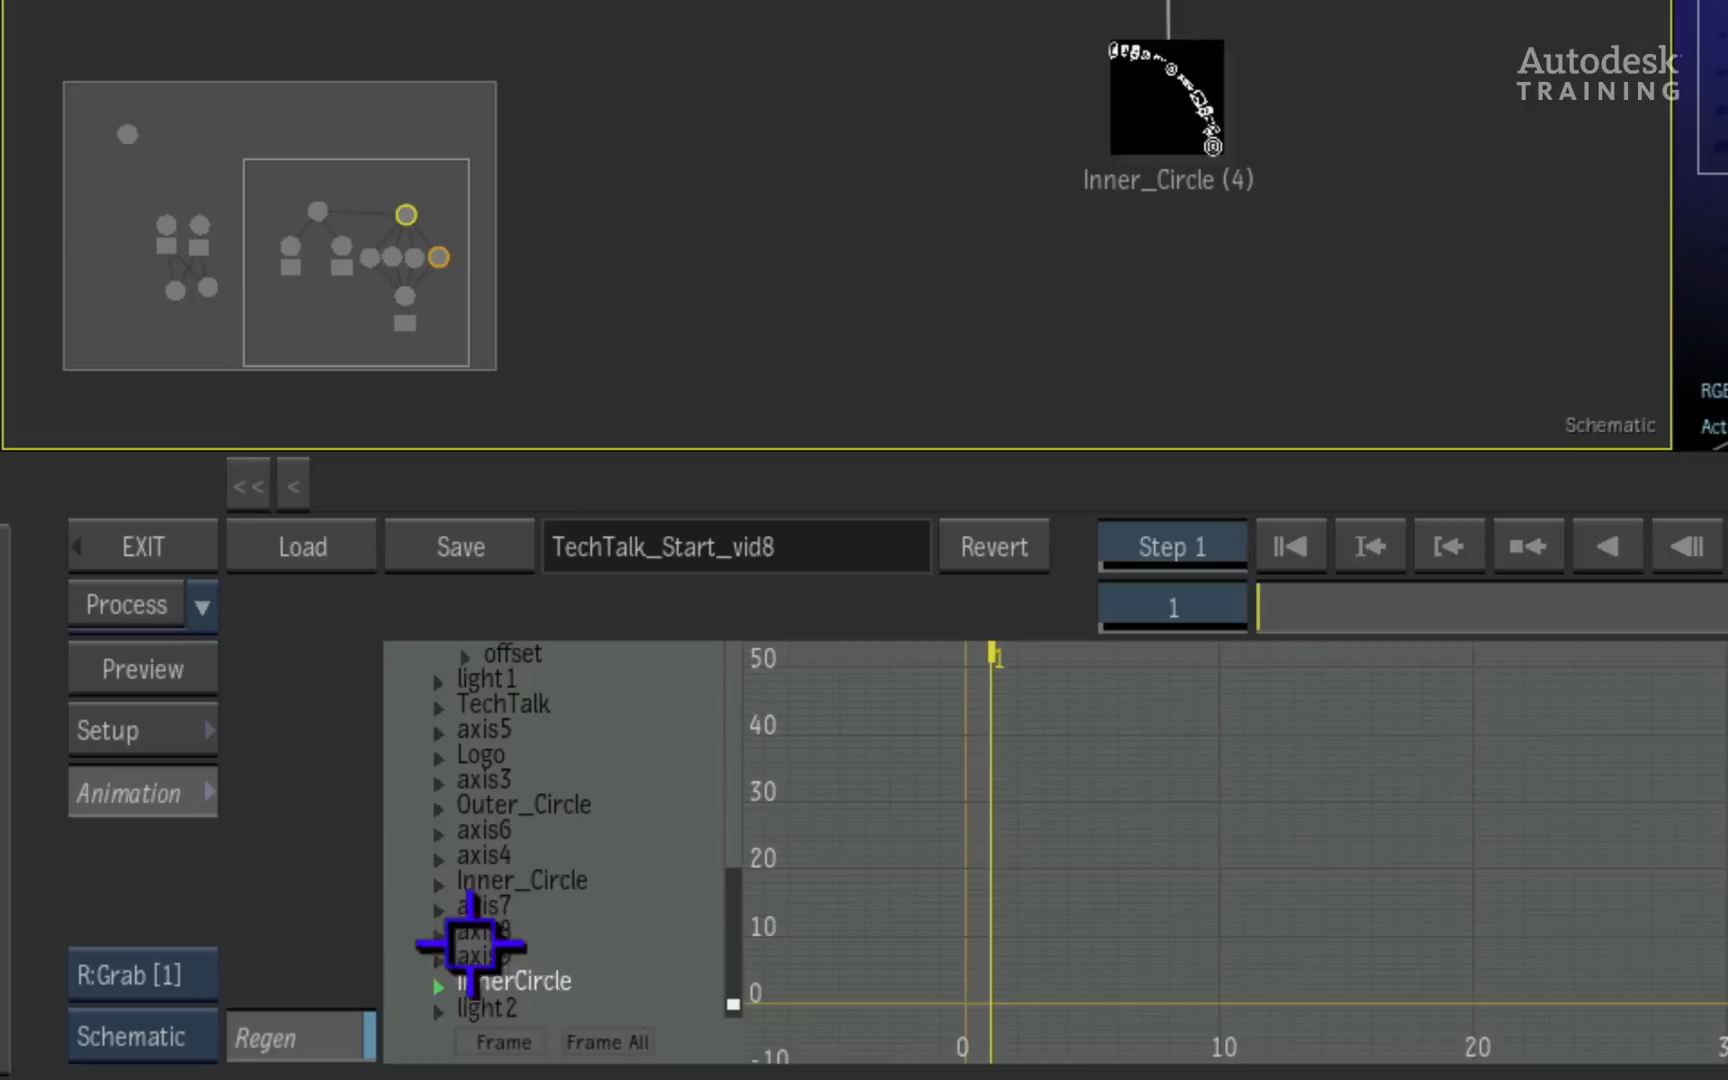 Autodesk
TRAINING
Inner_Circle (4)
Schematic
<< <
EXIT Load Save TechTalk_Start_vid8 Revert Step 1
Process 1
Preview
Setup
Animation
R:Grab [1]
Schematic Regen
offset
light1
TechTalk
axis5
Logo
axis3
Outer_Circle
axis6
axis4
Inner_Circle
axis7
light2
Frame Frame All
50
40
30
20
10
0
-10
1
0 10 20